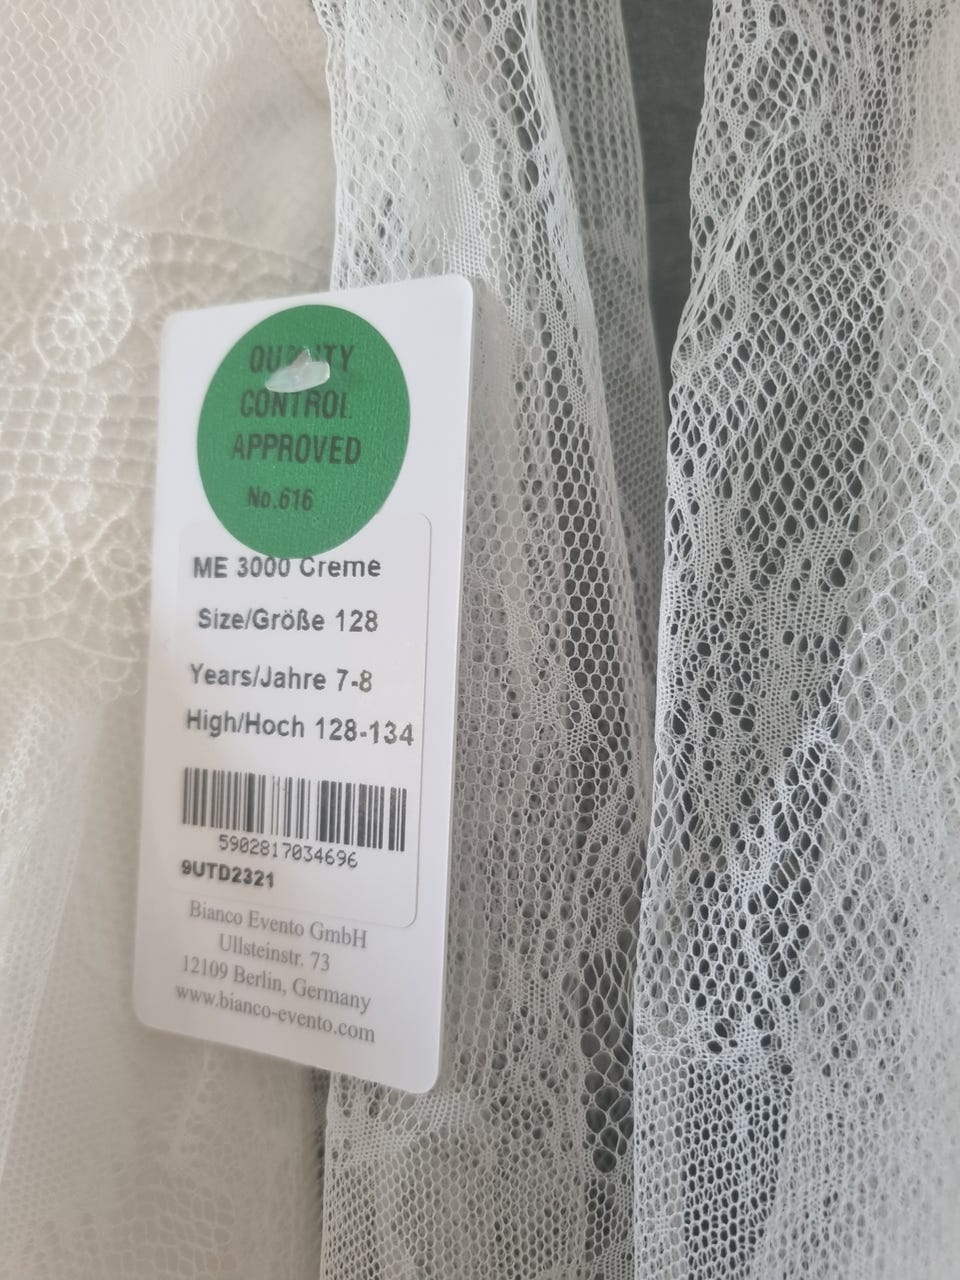 QUALITY
CONTROL
APPROVED
No.616
ME 3000 Creme
Size/Größe 128
Years/Jahre 7-8
High/Hoch 128-134
5902817034696
9UTD2321
Bianco Evento GmbH
Ullsteinstr. 73
12109 Berlin, Germany
www.bianco-evento.com